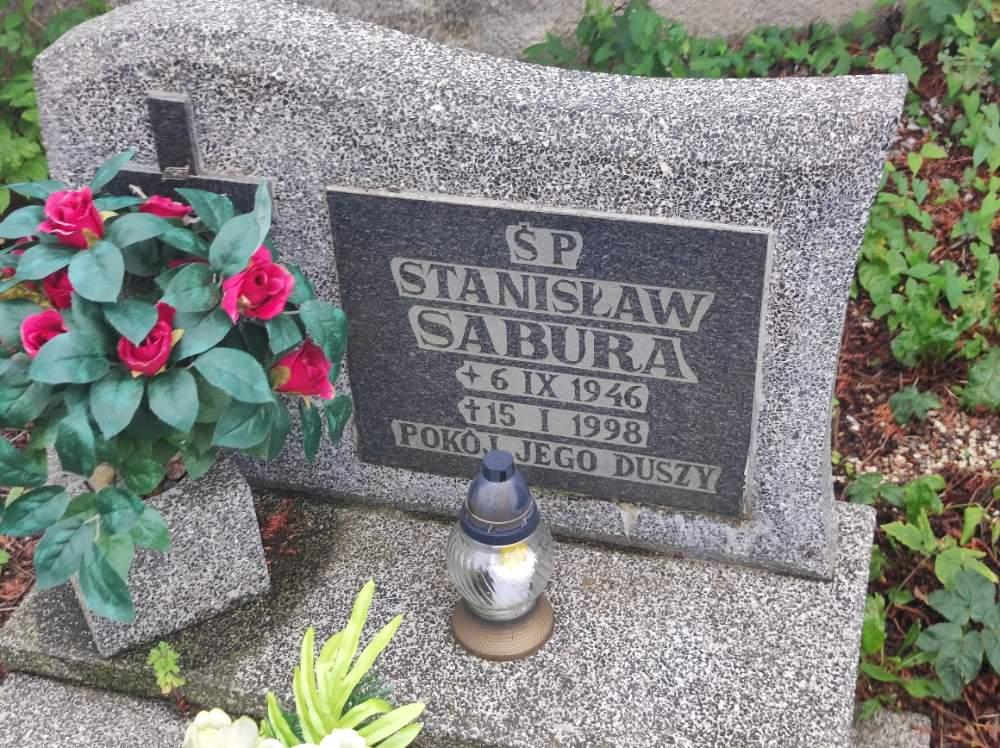 ŚP
STANISŁAW
SABURA
+ 6 IX 1946
† 15 I 1998
POKÓJ JEGO DUSZY